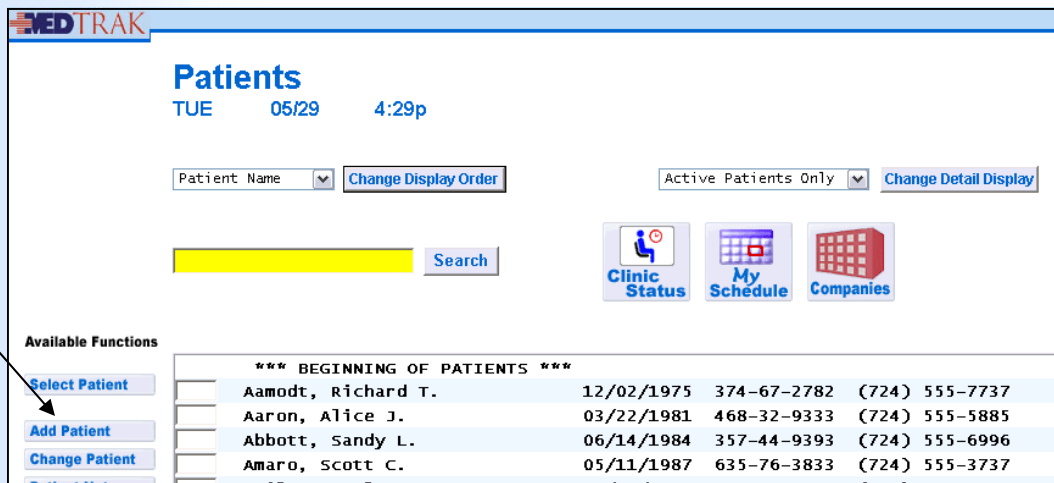 MEDTRAK
Patients
TUE 05/29 4:29p
Patient Name Change Display Order Active Patients Only Change Detail Display
Search
Clinic Status
My Schedule
Companies
Available Functions
*** BEGINNING OF PATIENTS ***
Select Patient
Aamodt, Richard T. 12/02/1975 374-67-2782 (724) 555-7737
Aaron, Alice J. 03/22/1981 468-32-9333 (724) 555-5885
Add Patient
Abbott, Sandy L. 06/14/1984 357-44-9393 (724) 555-6996
Change Patient
Amaro, Scott C. 05/11/1987 635-76-3833 (724) 555-3737